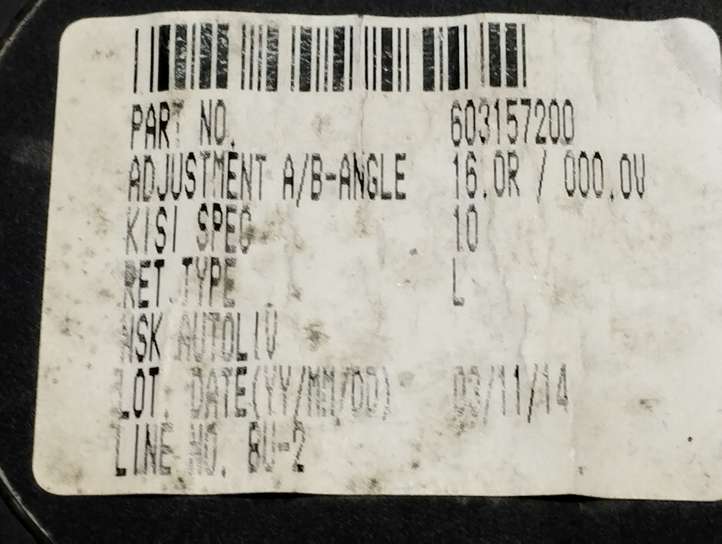 PART NO. 603157200
ADJUSTMENT A/B-ANGLE 16.0R / 000.0V
KISI SPEC 10
RET.TYPE L
NSK AUTOLIV
LOT. DATE(YY/MM/DD) 03/11/14
LINE NO. BU-2